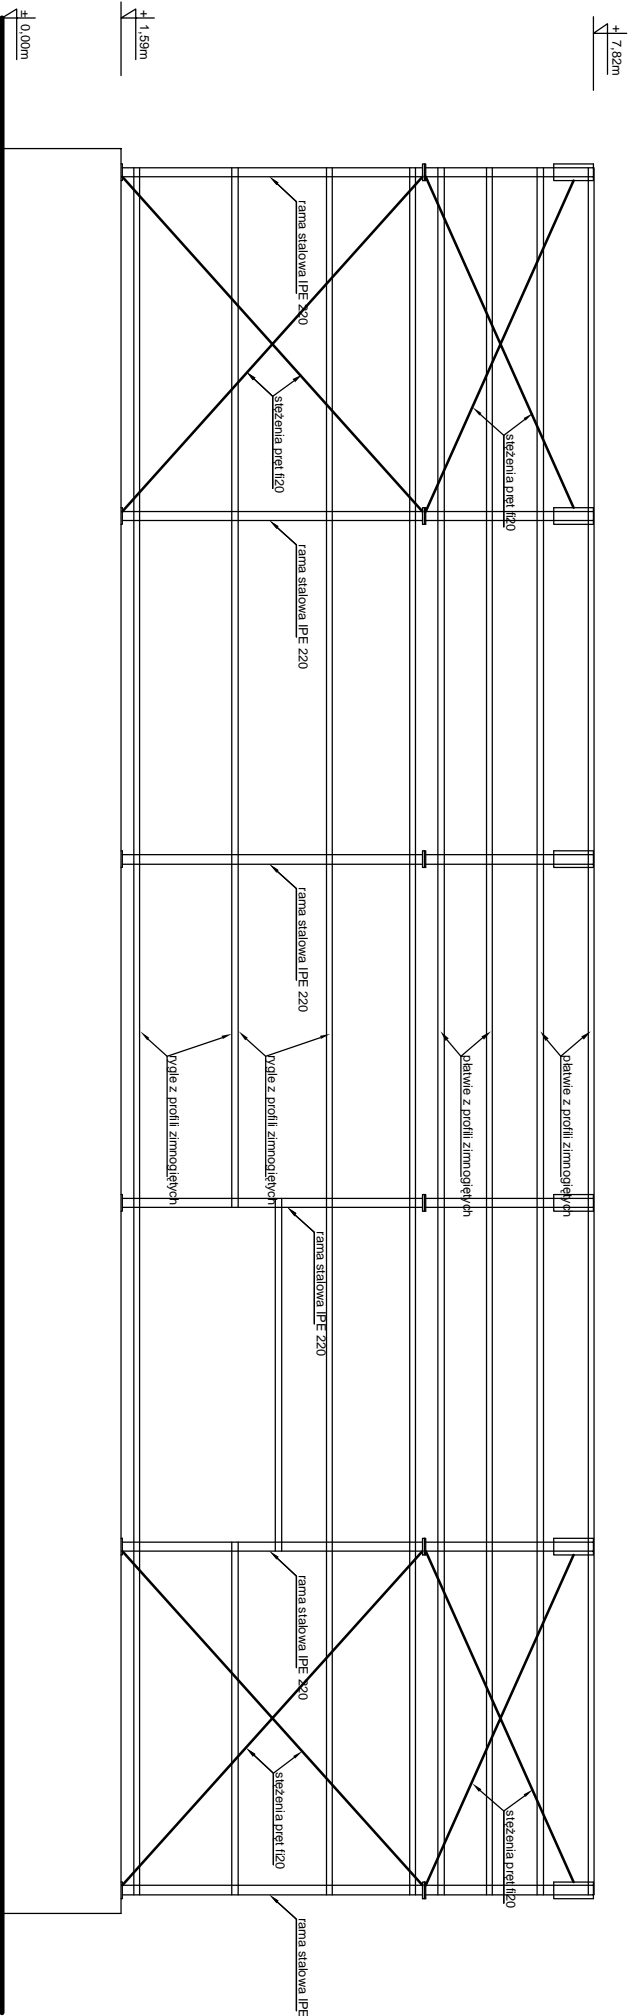 ± 0,00m
+ 1,59m
+ 7,82m
rama stalowa IPE 220
stężenia pręt fi20
stężenia pręt fi20
rama stalowa IPE 220
rama stalowa IPE 220
rygle z profili zimnogiętych
rygle z profili zimnogiętych
płatwie z profili zimnogiętych
płatwie z profili zimnogiętych
rama stalowa IPE 220
rama stalowa IPE 220
stężenia pręt fi20
stężenia pręt fi20
rama stalowa IPE